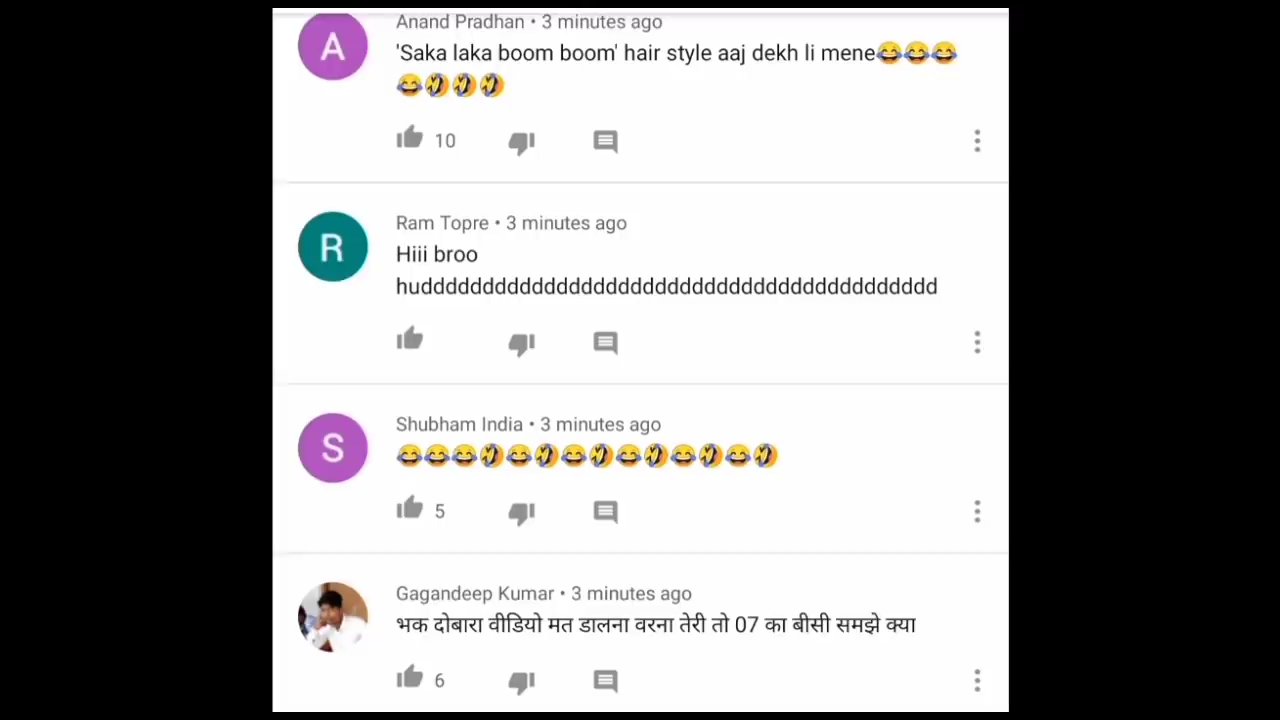 A
Anand Pradhan • 3 minutes ago
'Saka laka boom boom' hair style aaj dekh li mene😂😂😂
😂🤣🤣🤣
10
R
Ram Topre • 3 minutes ago
Hiii broo
huddddddddddddddddddddddddddddddddddddddddd
S
Shubham India • 3 minutes ago
😂😂😂🤣😂🤣😂🤣😂🤣😂🤣😂🤣
5
Gagandeep Kumar • 3 minutes ago
भक दोबारा वीडियो मत डालना वरना तेरी तो 07 का बीसी समझे क्या
6